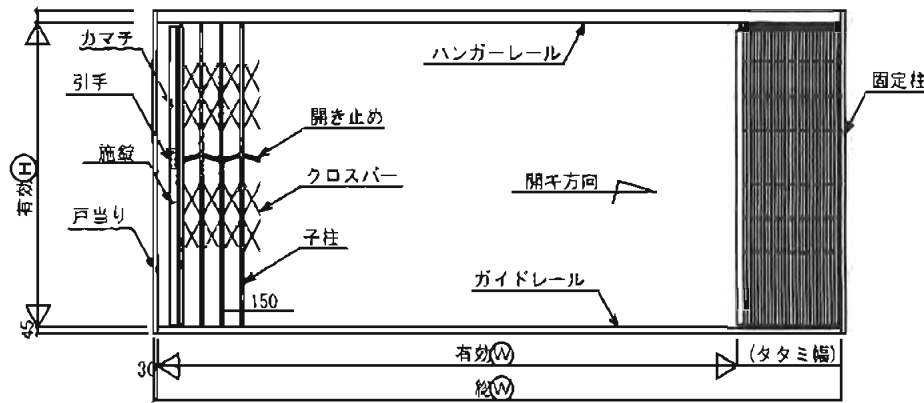 カマチ
引手
施錠
戸当り
有効Ⓗ
45
30
ハンガーレール
開き止め
クロスバー
子柱
150
開キ方向
ガイドレール
固定柱
有効Ⓦ
(タタミ幅)
総Ⓦ